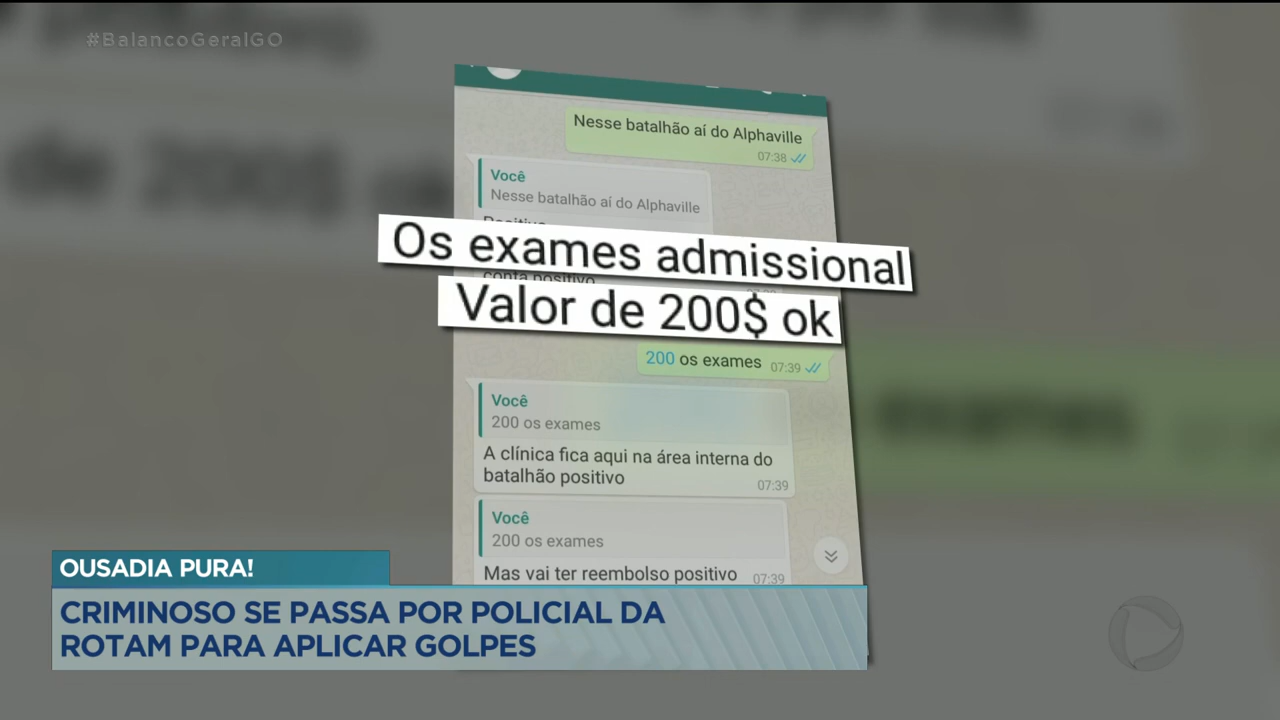 #BalancoGeralGO
Nesse batalhão aí do Alphaville
07:38
Você
Nesse batalhão aí do Alphaville
Positivo
Os exames admissional
conta positivo
Valor de 200$ ok
200 os exames 07:39
Você
200 os exames
A clínica fica aqui na área interna do
batalhão positivo
07:39
Você
200 os exames
Mas vai ter reembolso positivo 07:39
OUSADIA PURA!
CRIMINOSO SE PASSA POR POLICIAL DA
ROTAM PARA APLICAR GOLPES